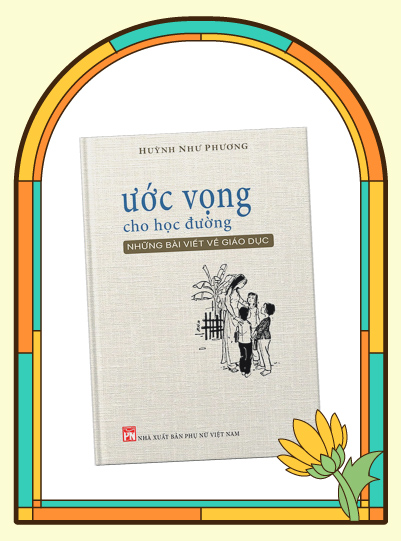 HUỲNH NHƯ PHƯƠNG
ước vọng
cho học đường
NHỮNG BÀI VIẾT VỀ GIÁO DỤC
PN NHÀ XUẤT BẢN PHỤ NỮ VIỆT NAM